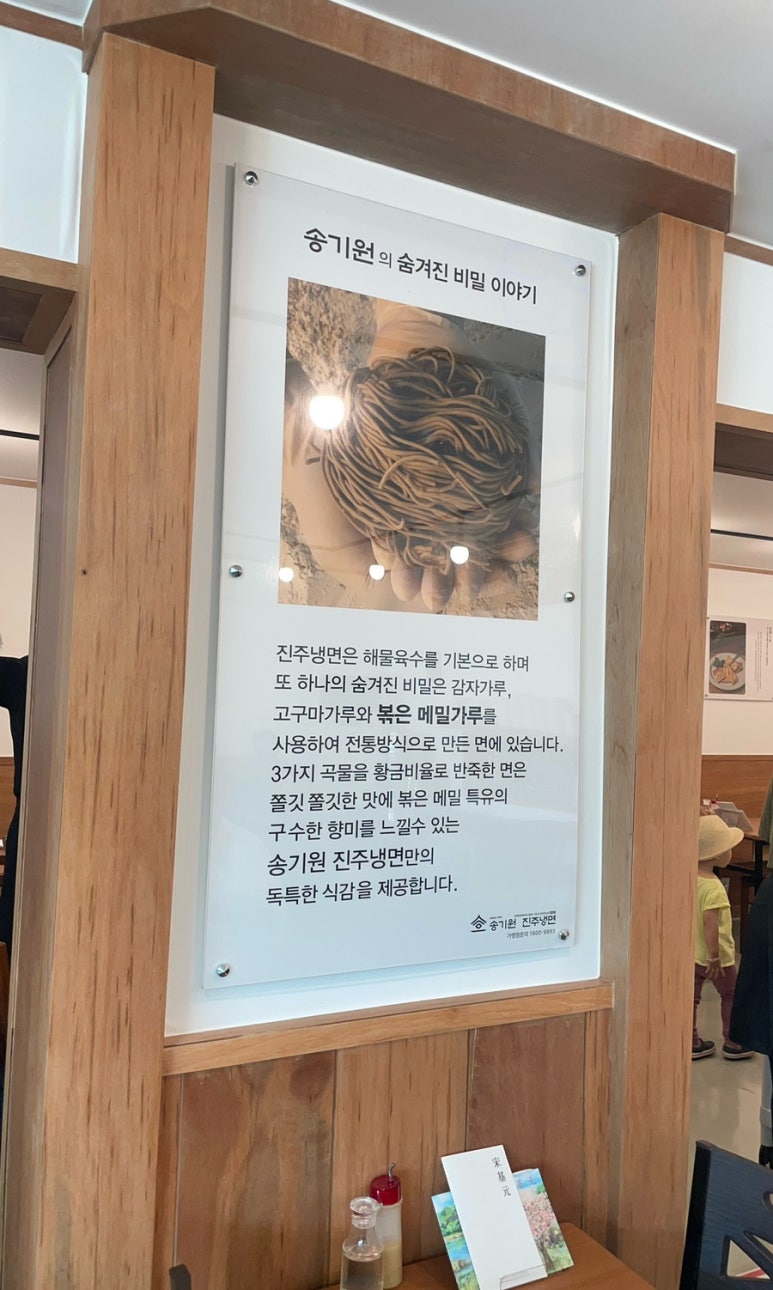 송기원의 숨겨진 비밀 이야기
진주냉면은 해물육수를 기본으로 하며
또 하나의 숨겨진 비밀은 감자가루,
고구마가루와 볶은 메밀가루를
사용하여 전통방식으로 만든 면에 있습니다.
3가지 곡물을 황금비율로 반죽한 면은
쫄깃 쫄깃한 맛에 볶은 메밀 특유의
구수한 향미를 느낄수 있는
송기원 진주냉면만의
독특한 식감을 제공합니다.
송기원 진주냉면
가맹점문의 1600-9893
宋基元